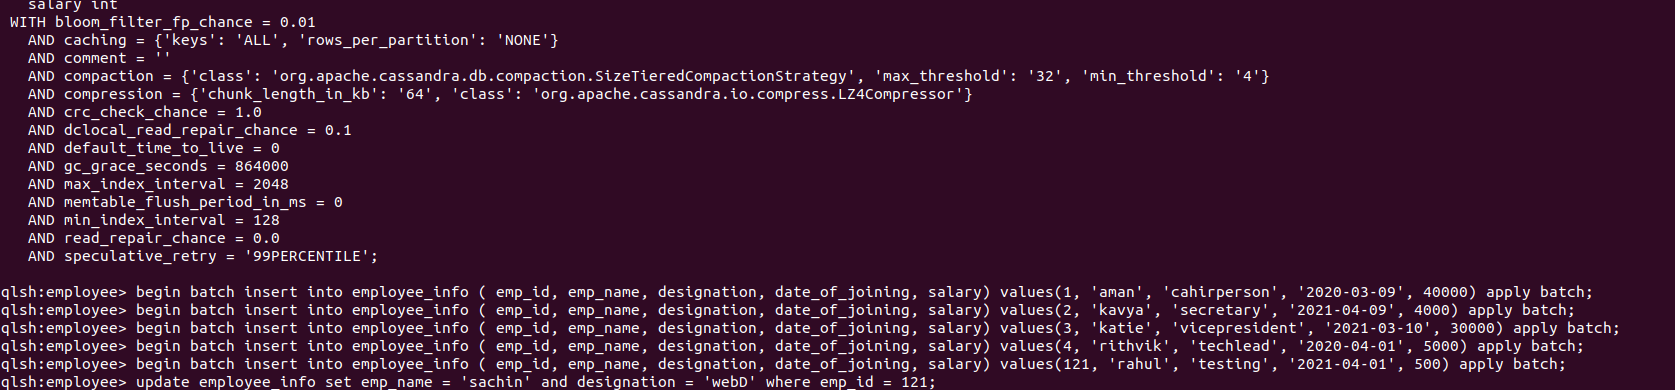 salary int
WITH bloom_filter_fp_chance = 0.01
AND caching = {'keys': 'ALL', 'rows_per_partition': 'NONE'}
AND comment = ''
AND compaction = {'class': 'org.apache.cassandra.db.compaction.SizeTieredCompactionStrategy', 'max_threshold': '32', 'min_threshold': '4'}
AND compression = {'chunk_length_in_kb': '64', 'class': 'org.apache.cassandra.io.compress.LZ4Compressor'}
AND crc_check_chance = 1.0
AND dclocal_read_repair_chance = 0.1
AND default_time_to_live = 0
AND gc_grace_seconds = 864000
AND max_index_interval = 2048
AND memtable_flush_period_in_ms = 0
AND min_index_interval = 128
AND read_repair_chance = 0.0
AND speculative_retry = '99PERCENTILE';
qlsh:employee> begin batch insert into employee_info ( emp_id, emp_name, designation, date_of_joining, salary) values(1, 'aman', 'cahirperson', '2020-03-09', 40000) apply batch;
qlsh:employee> begin batch insert into employee_info ( emp_id, emp_name, designation, date_of_joining, salary) values(2, 'kavya', 'secretary', '2021-04-09', 4000) apply batch;
qlsh:employee> begin batch insert into employee_info ( emp_id, emp_name, designation, date_of_joining, salary) values(3, 'katie', 'vicepresident', '2021-03-10', 30000) apply batch;
qlsh:employee> begin batch insert into employee_info ( emp_id, emp_name, designation, date_of_joining, salary) values(4, 'rithvik', 'techlead', '2020-04-01', 5000) apply batch;
qlsh:employee> begin batch insert into employee_info ( emp_id, emp_name, designation, date_of_joining, salary) values(121, 'rahul', 'testing', '2021-04-01', 500) apply batch;
qlsh:employee> update employee_info set emp_name = 'sachin' and designation = 'webD' where emp_id = 121;